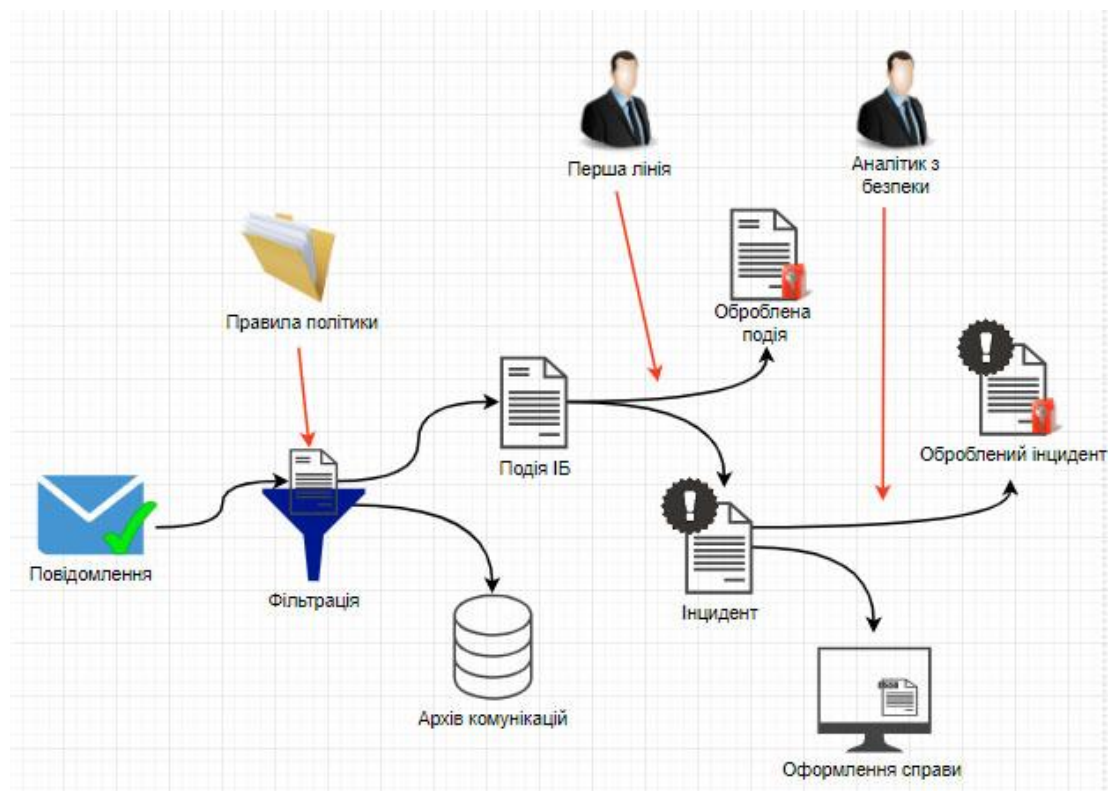 Перша лінія
Аналітик з
безпеки
Правила політики
Оброблена
подія
Подія ІБ
Оброблений інцидент
Повідомлення
Фільтрація
Інцидент
Архів комунікацій
Оформлення справи